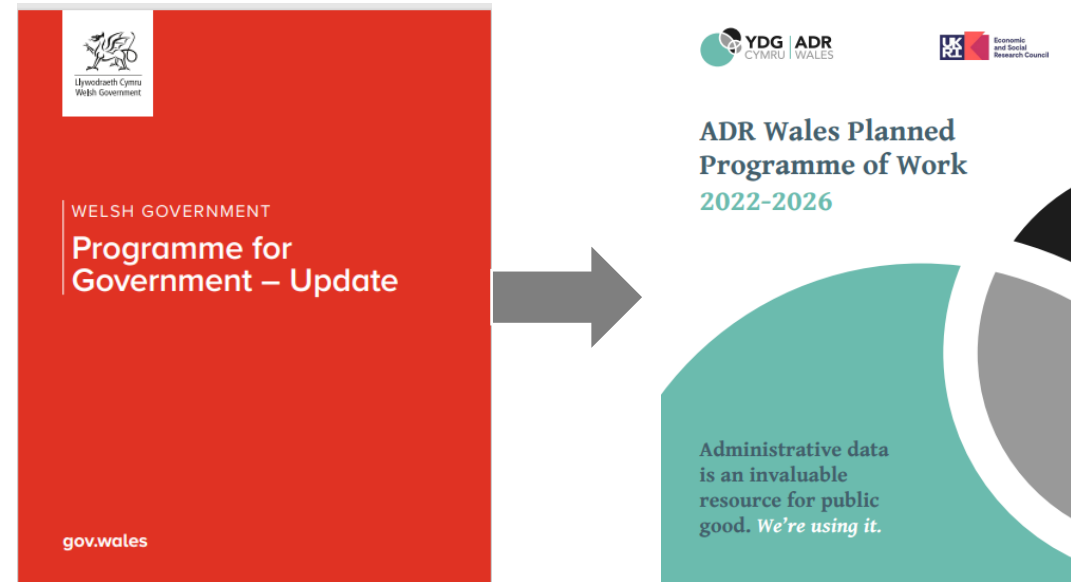 Llywodraeth Cymru
Welsh Government
WELSH GOVERNMENT
Programme for
Government – Update
gov.wales
YDG | ADR
CYMRU | WALES
UK
RI
Economic
and Social
Research Council
ADR Wales Planned
Programme of Work
2022-2026
Administrative data
is an invaluable
resource for public
good. We’re using it.